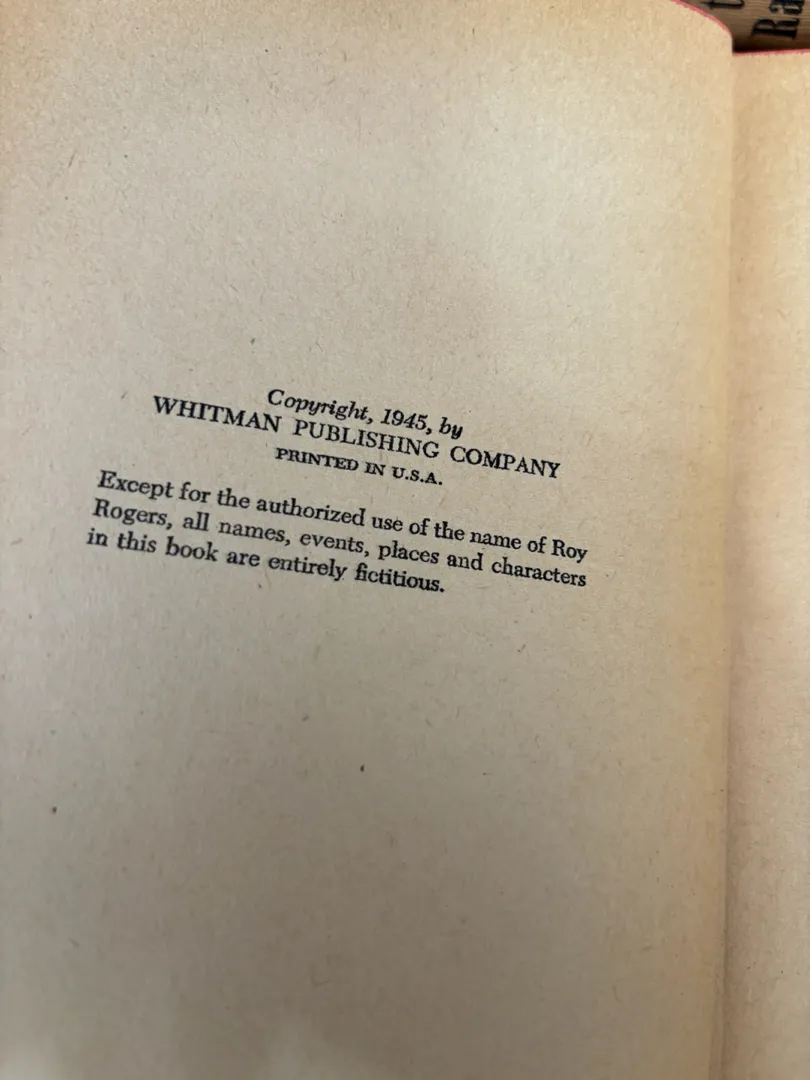 Copyright, 1945, by
WHITMAN PUBLISHING COMPANY
PRINTED IN U.S.A.
Except for the authorized use of the name of Roy
Rogers, all names, events, places and characters
in this book are entirely fictitious.